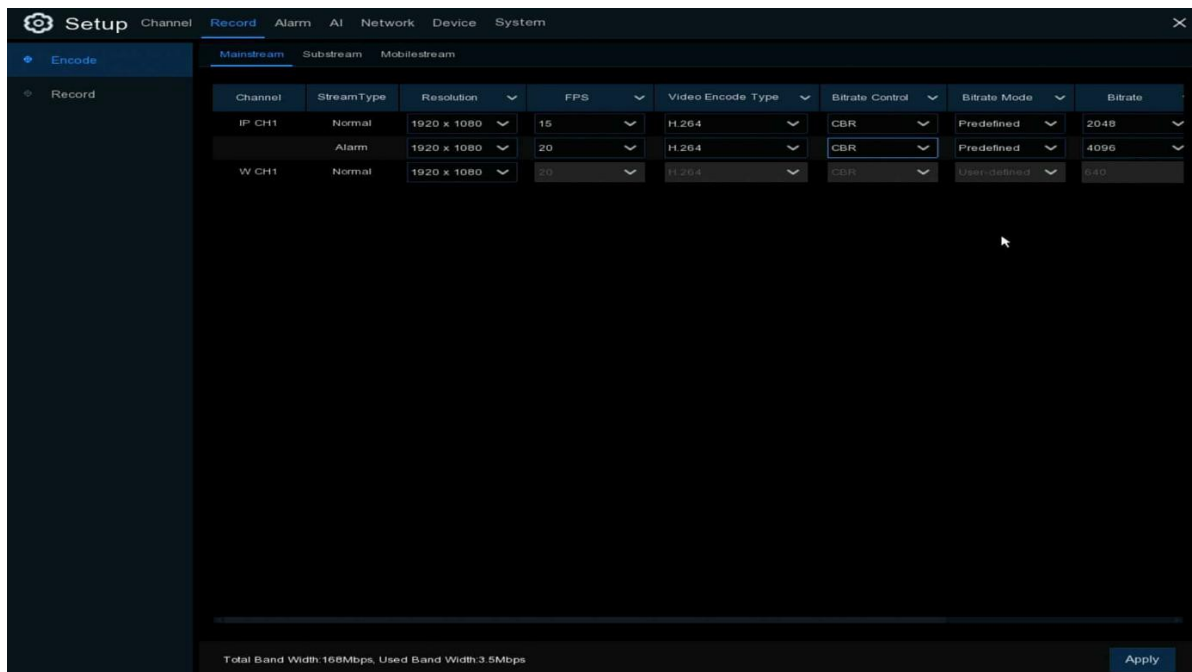 Setup Channel Record Alarm AI Network Device System
Encode
Record
Mainstream Substream Mobilestream
Channel StreamType Resolution FPS Video Encode Type Bitrate Control Bitrate Mode Bitrate
IP CH1 Normal 1920 x 1080 15 H.264 CBR Predefined 2048
Alarm 1920 x 1080 20 H.264 CBR Predefined 4096
W CH1 Normal 1920 x 1080 20 H.264 CBR User-defined 640
Total Band Width:168Mbps, Used Band Width:3.5Mbps
Apply